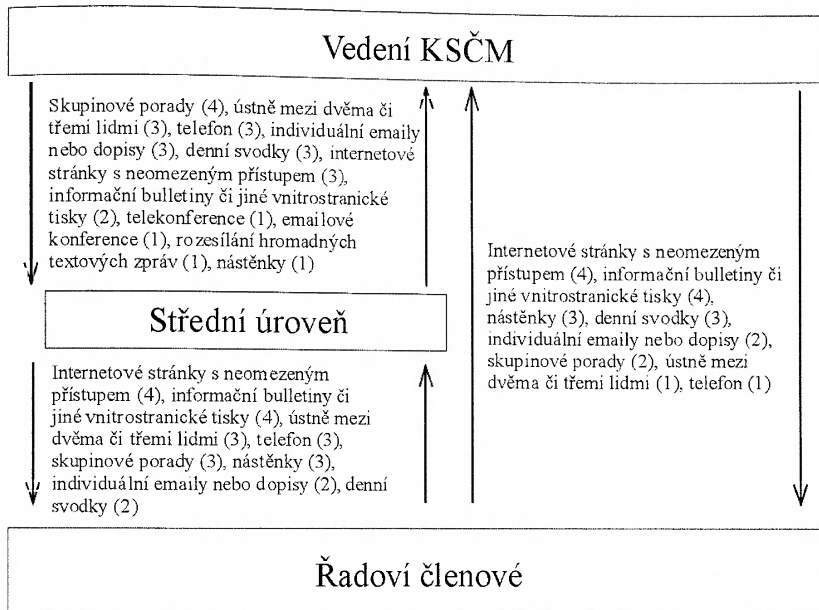 Vedení KSČM
Skupinové porady (4), ústně mezi dvěma či
třemi lidmi (3), telefon (3), individuální emaily
nebo dopisy (3), denní svodky (3), internetové
stránky s neomezeným přístupem (3),
informační bulletiny či jiné vnitrostranické
tisky (2), telekonference (1), emailové
konference (1), rozesílání hromadných
textových zpráv (1), nástěnky (1)
Střední úroveň
Internetové stránky s neomezeným
přístupem (4), informační bulletiny či
jiné vnitrostranické tisky (4), ústně mezi
dvěma či třemi lidmi (3), telefon (3),
skupinové porady (3), nástěnky (3),
individuální emaily nebo dopisy (2), denní
svodky (2)
Internetové stránky s neomezeným
přístupem (4), informační bulletiny či
jiné vnitrostranické tisky (4),
nástěnky (3), denní svodky (3),
individuální emaily nebo dopisy (2),
skupinové porady (2), ústně mezi
dvěma či třemi lidmi (1), telefon (1)
Řadoví členové